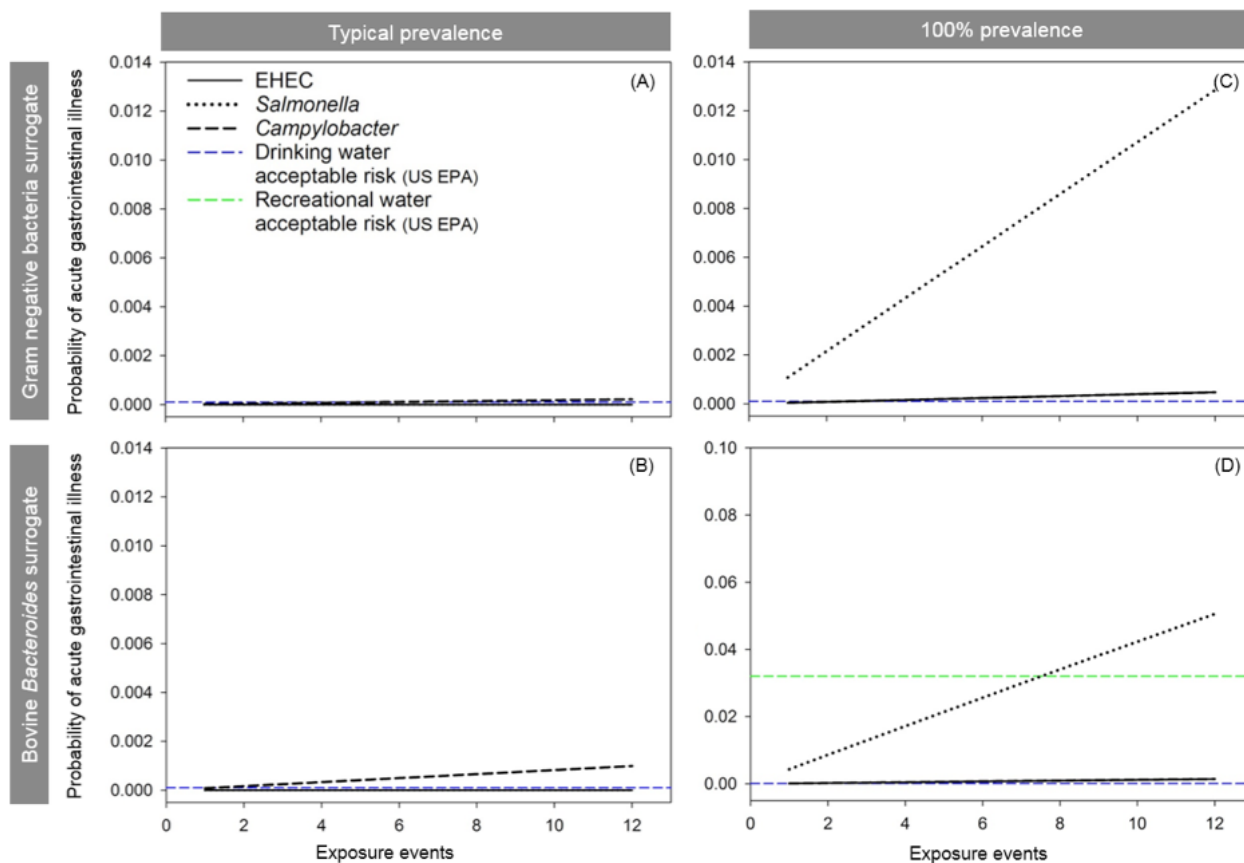 Typical prevalence
100% prevalence
Gram negative bacteria surrogate
Probability of acute gastrointestinal illness
0.014
0.012
0.010
0.008
0.006
0.004
0.002
0.000
(A)
EHEC
Salmonella
Campylobacter
Drinking water
acceptable risk (US EPA)
Recreational water
acceptable risk (US EPA)
0.014
0.012
0.010
0.008
0.006
0.004
0.002
0.000
(C)
Bovine Bacteroides surrogate
Probability of acute gastrointestinal illness
0.014
0.012
0.010
0.008
0.006
0.004
0.002
0.000
(B)
0 2 4 6 8 10 12
Exposure events
0.10
0.08
0.06
0.04
0.02
0.00
(D)
0 2 4 6 8 10 12
Exposure events